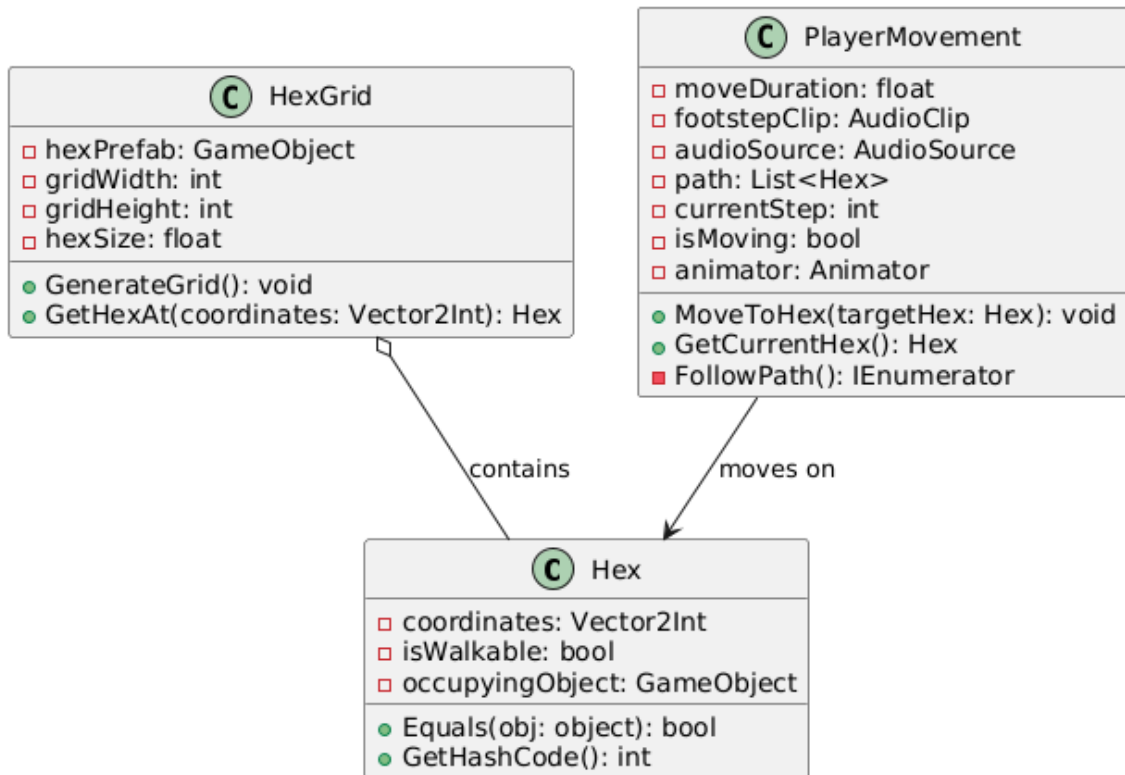 C HexGrid
hexPrefab: GameObject
gridWidth: int
gridHeight: int
hexSize: float
GenerateGrid(): void
GetHexAt(coordinates: Vector2Int): Hex
C PlayerMovement
moveDuration: float
footstepClip: AudioClip
audioSource: AudioSource
path: List<Hex>
currentStep: int
isMoving: bool
animator: Animator
MoveToHex(targetHex: Hex): void
GetCurrentHex(): Hex
FollowPath(): IEnumerator
contains
moves on
C Hex
coordinates: Vector2Int
isWalkable: bool
occupyingObject: GameObject
Equals(obj: object): bool
GetHashCode(): int